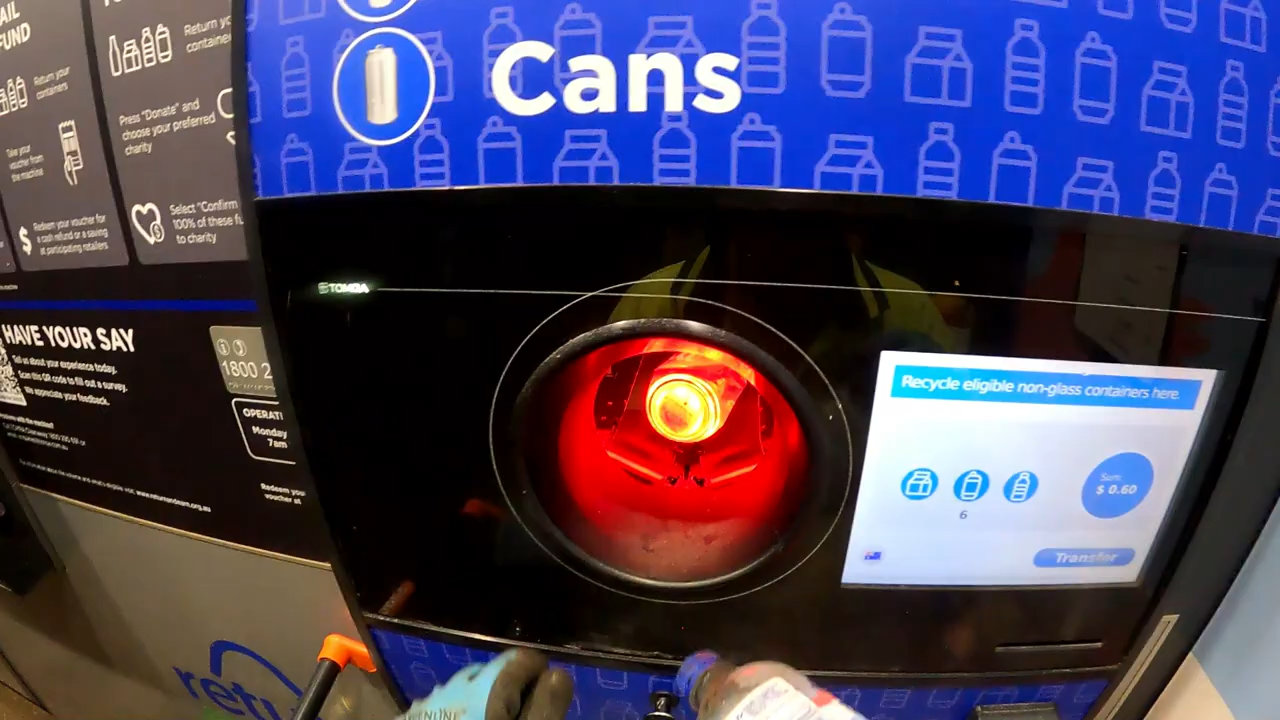 FUND
Return your
containers
Take your
voucher from
the machine
Redeem your voucher for
a cash refund or a saving
at participating retailers
Return yo
container
Press "Donate" and
choose your preferred
charity
Select "Confirm
100% of these fu
to charity
HAVE YOUR SAY
Tell us about your experience today.
Scan this QR code to fill out a survey.
We appreciate your feedback.
1800 2
OPERATI
Monday
7am
Redeem you
voucher at
retu
Cans
TOMRA
Recycle eligible non-glass containers here.
6
Sum:
$ 0.60
Transfer